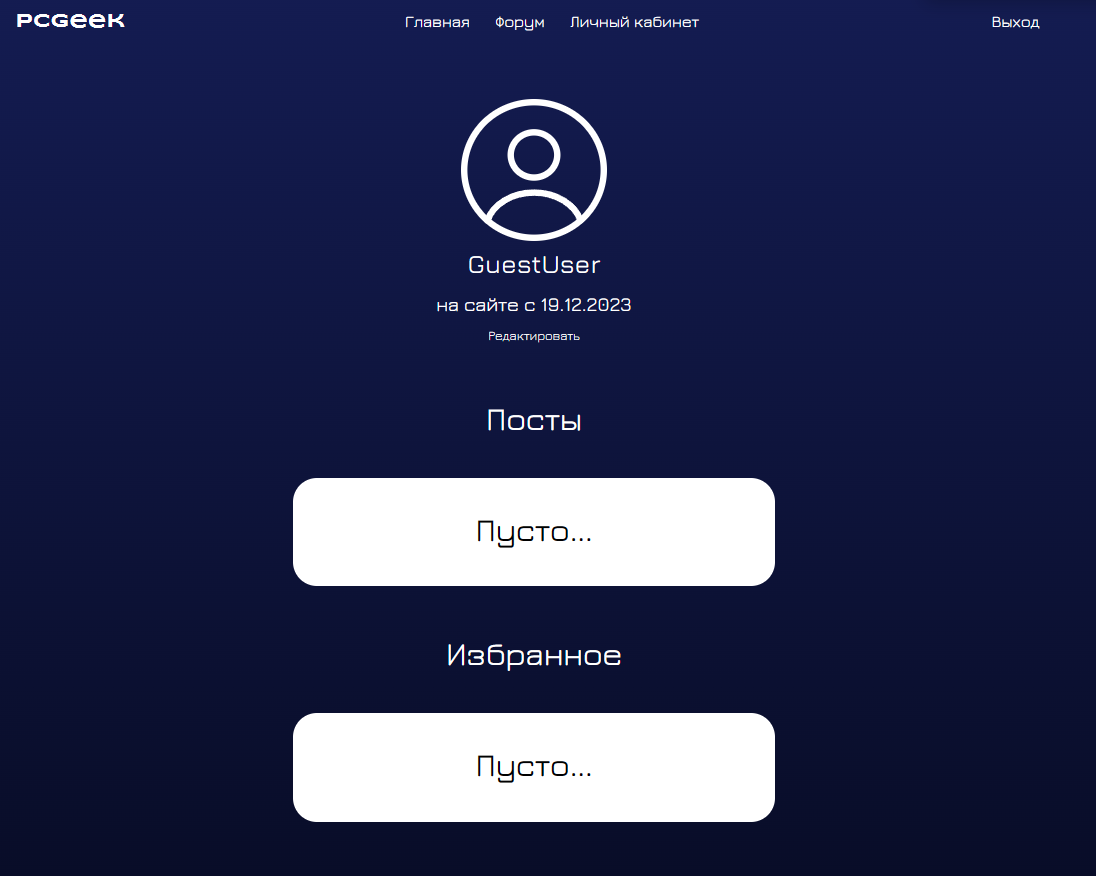 PCGeeK
Главная Форум Личный кабинет Выход
GuestUser
на сайте с 19.12.2023
Редактировать
Посты
Пусто...
Избранное
Пусто...